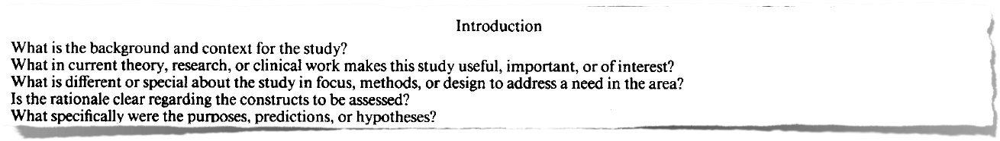 Introduction
What is the background and context for the study?
What in current theory, research, or clinical work makes this study useful, important, or of interest?
What is different or special about the study in focus, methods, or design to address a need in the area?
Is the rationale clear regarding the constructs to be assessed?
What specifically were the purposes, predictions, or hypotheses?